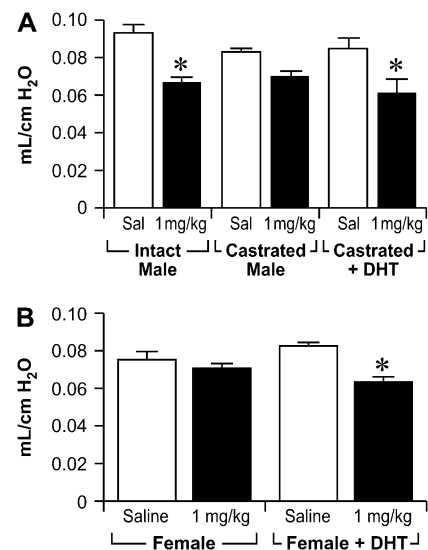 A
mL/cm H₂O
0.10
0.08
0.06
0.04
0.02
0
*
*
Sal 1 mg/kg Sal 1 mg/kg Sal 1 mg/kg
Intact Castrated Castrated
Male Male + DHT
B
mL/cm H₂O
0.10
0.08
0.06
0.04
0.02
0
*
Saline 1 mg/kg Saline 1 mg/kg
Female Female + DHT